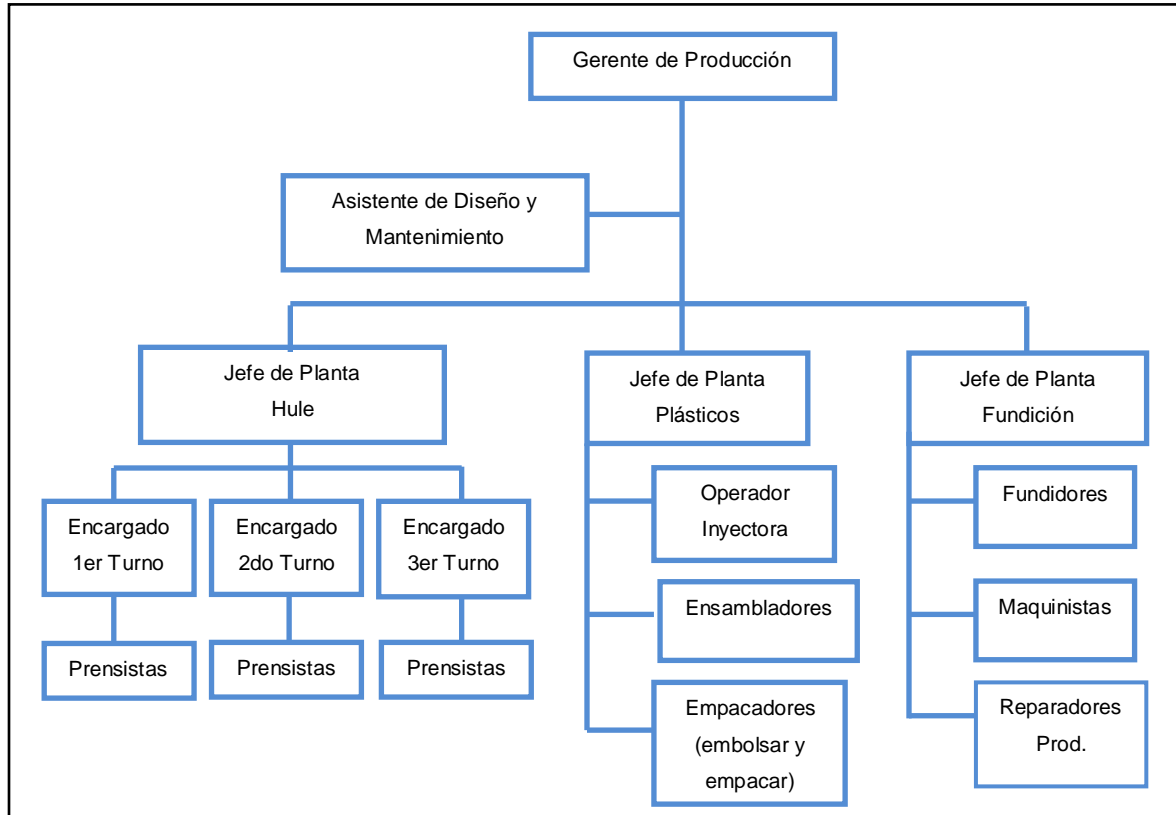 Gerente de Producción
Asistente de Diseño y
Mantenimiento
Jefe de Planta
Hule
Jefe de Planta
Plásticos
Jefe de Planta
Fundición
Encargado
1er Turno
Encargado
2do Turno
Encargado
3er Turno
Prensistas
Prensistas
Prensistas
Operador
Inyectora
Ensambladores
Empacadores
(embolsar y
empacar)
Fundidores
Maquinistas
Reparadores
Prod.